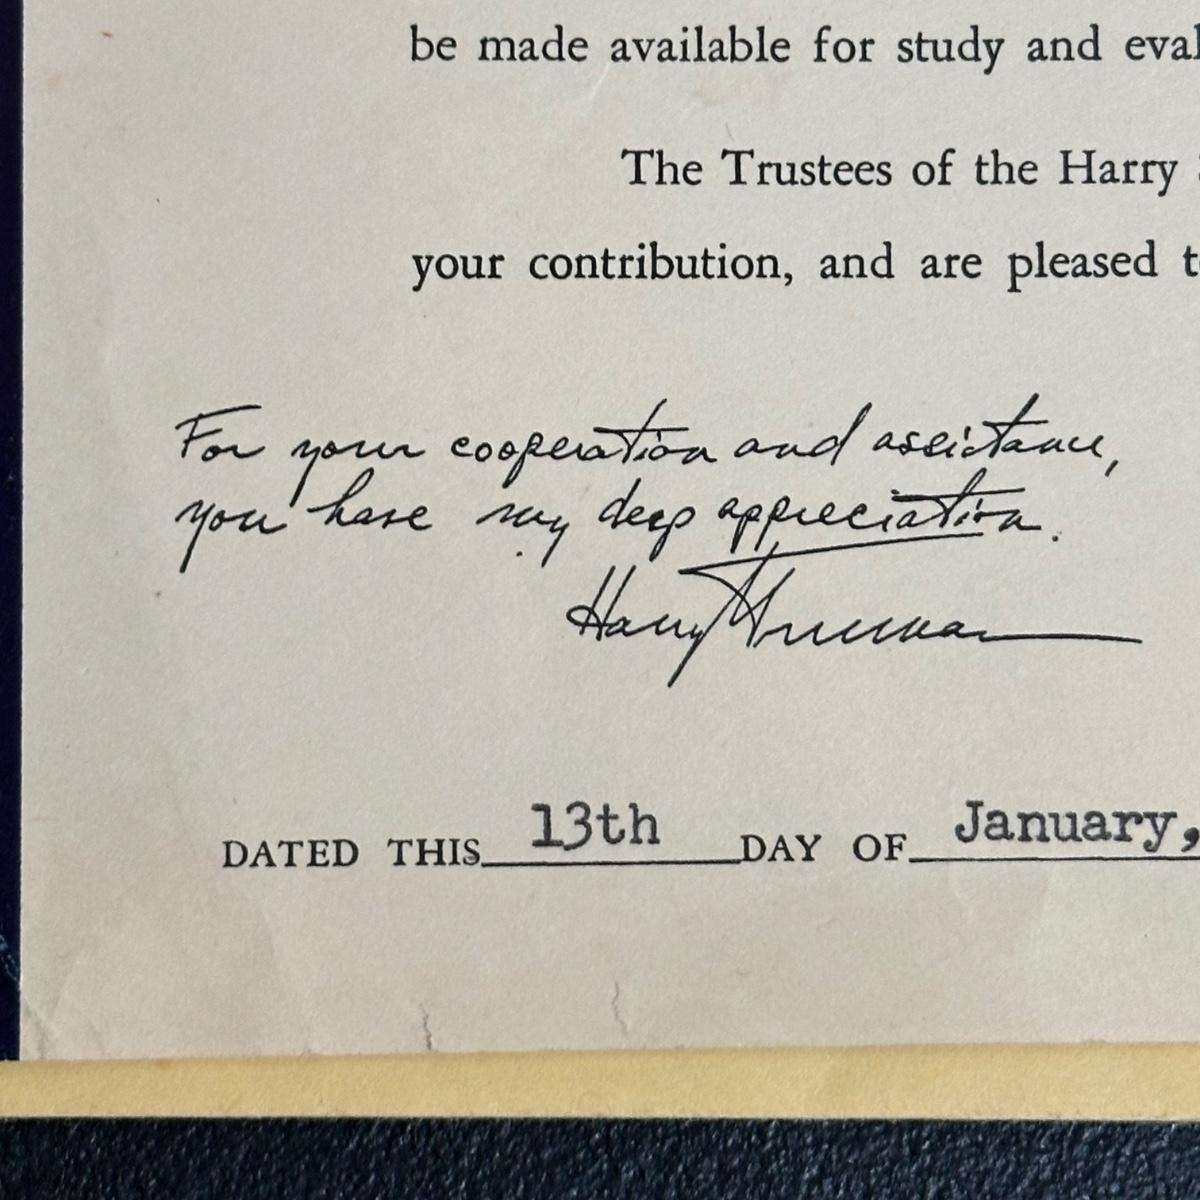 be made available for study and eval
The Trustees of the Harry
your contribution, and are pleased t
For your cooperation and assistance,
you have my deep appreciation.
Harry Truman
DATED THIS 13th DAY OF January,